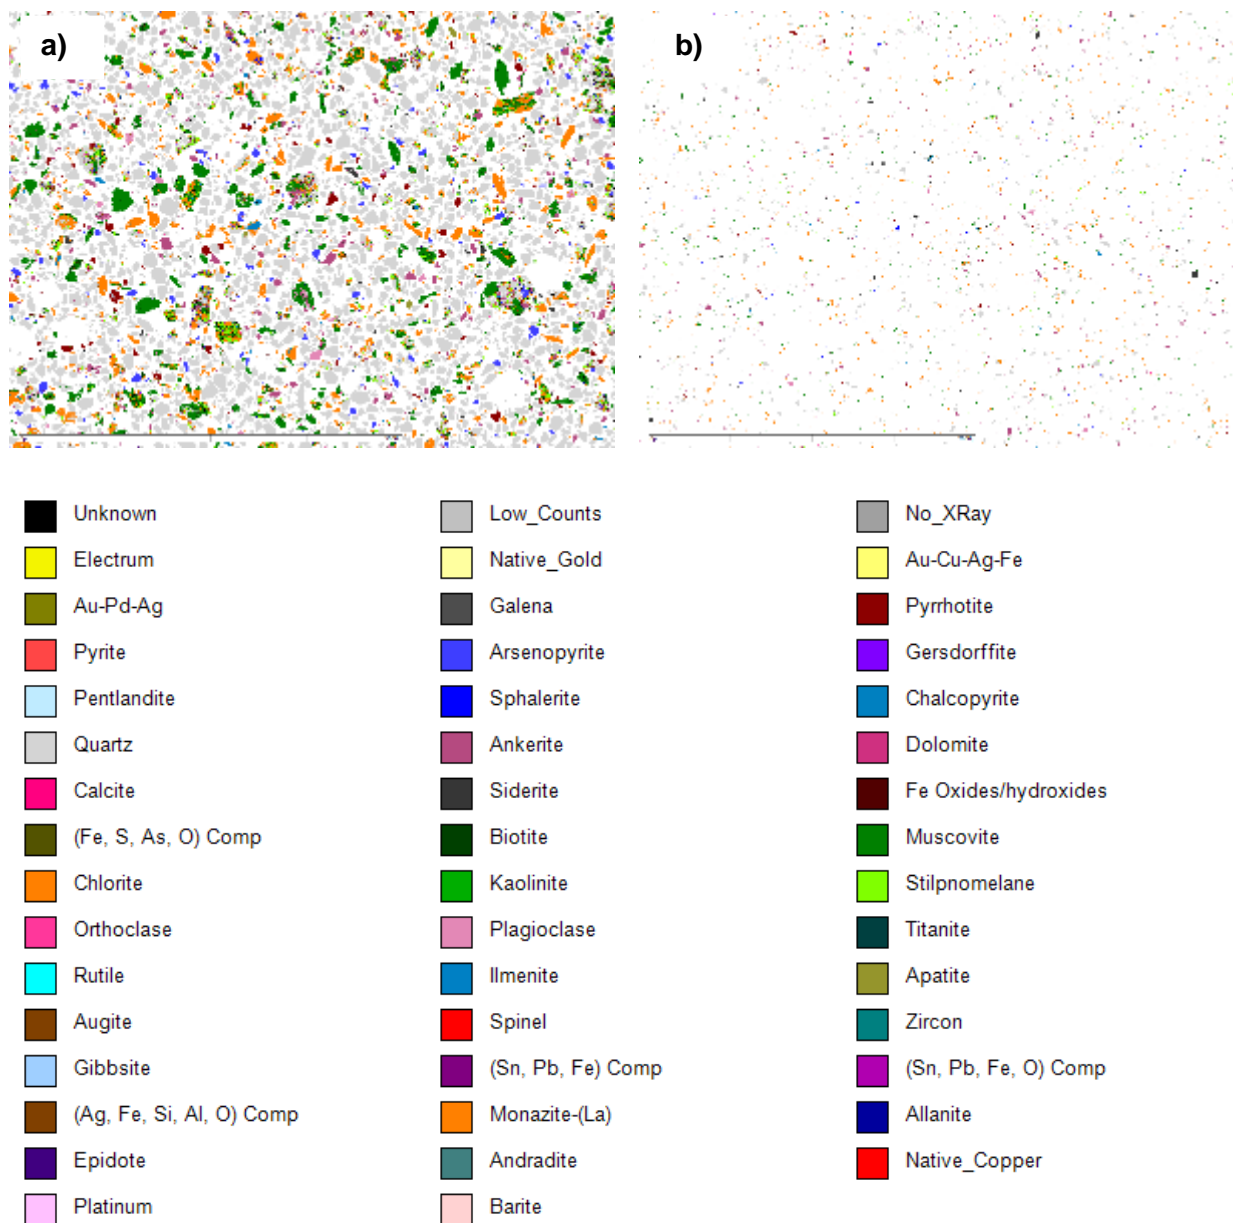 a) b)
Unknown Low_Counts No_XRay
Electrum Native_Gold Au-Cu-Ag-Fe
Au-Pd-Ag Galena Pyrrhotite
Pyrite Arsenopyrite Gersdorffite
Pentlandite Sphalerite Chalcopyrite
Quartz Ankerite Dolomite
Calcite Siderite Fe Oxides/hydroxides
(Fe, S, As, O) Comp Biotite Muscovite
Chlorite Kaolinite Stilpnomelane
Orthoclase Plagioclase Titanite
Rutile Ilmenite Apatite
Augite Spinel Zircon
Gibbsite (Sn, Pb, Fe) Comp (Sn, Pb, Fe, O) Comp
(Ag, Fe, Si, Al, O) Comp Monazite-(La) Allanite
Epidote Andradite Native_Copper
Platinum Barite